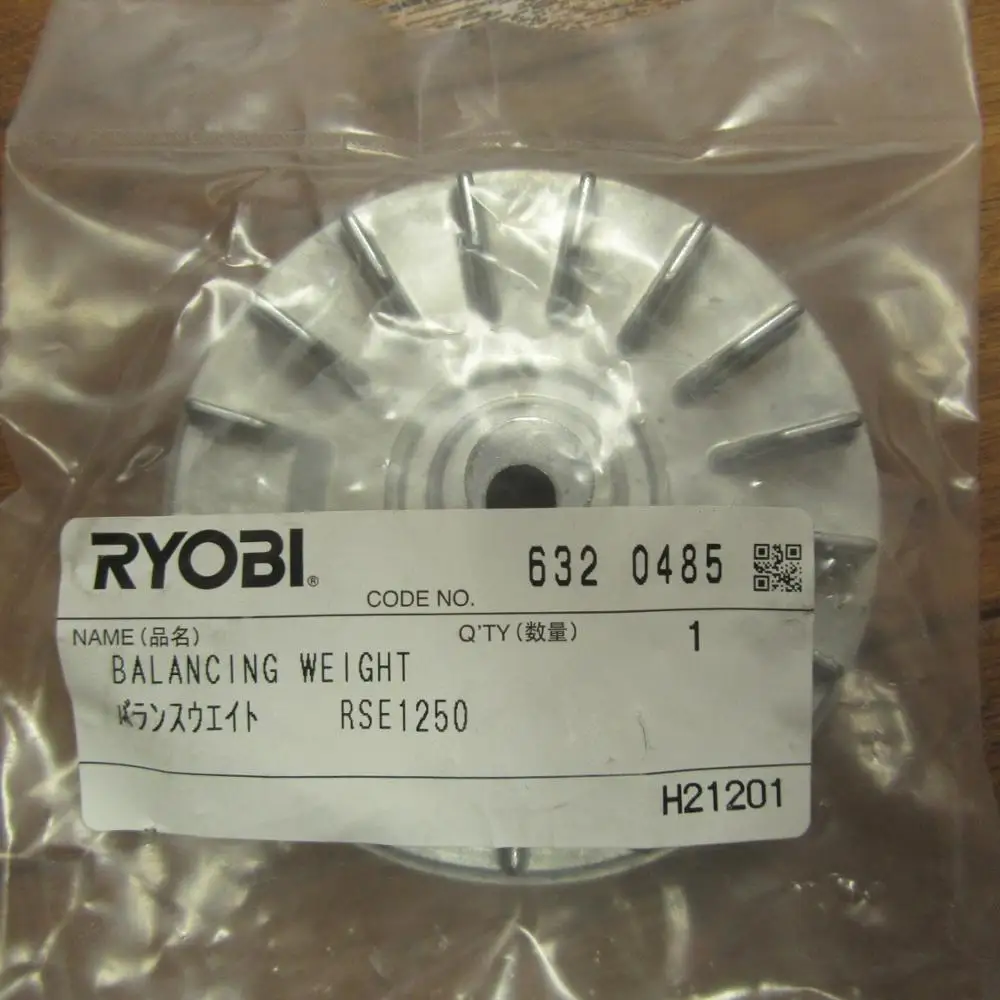 RYOBI®
CODE NO. 632 0485
NAME (品名) Q'TY (数量) 1
BALANCING WEIGHT
バランスウエイト RSE1250
H21201